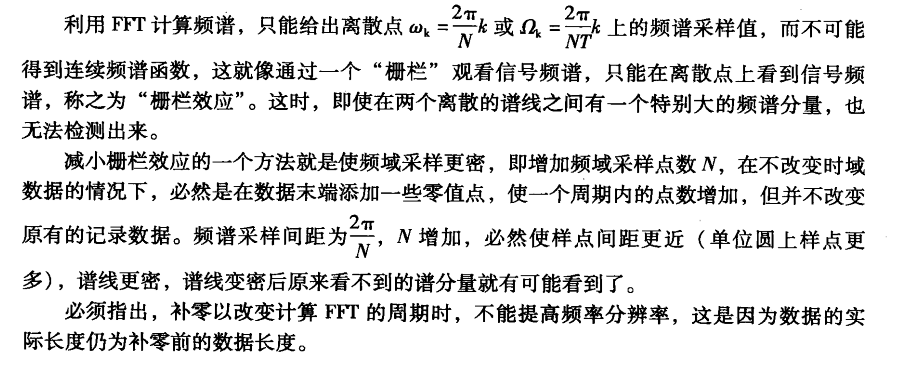 利用 FFT 计算频谱，只能给出离散点 ωk = 2π/N k 或 Ωk = 2π/NT k 上的频谱采样值，而不可能
得到连续频谱函数，这就像通过一个“栅栏”观看信号频谱，只能在离散点上看到信号频
谱，称之为“栅栏效应”。这时，即使在两个离散的谱线之间有一个特别大的频谱分量，也
无法检测出来。
减小栅栏效应的一个方法就是使频域采样更密，即增加频域采样点数 N，在不改变时域
数据的情况下，必然是在数据末端添加一些零值点，使一个周期内的点数增加，但并不改变
原有的记录数据。频谱采样间距为 2π/N，N 增加，必然使样点间距更近（单位圆上样点更
多），谱线更密，谱线变密后原来看不到的谱分量就有可能看到了。
必须指出，补零以改变计算 FFT 的周期时，不能提高频率分辨率，这是因为数据的实
际长度仍为补零前的数据长度。